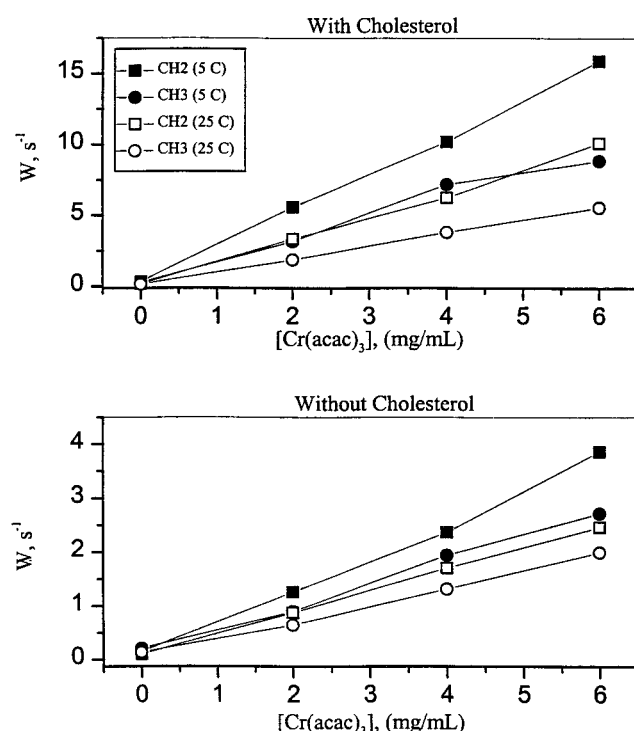 With Cholesterol
W, s⁻¹
15
10
5
0
CH2 (5 C)
CH3 (5 C)
CH2 (25 C)
CH3 (25 C)
0 1 2 3 4 5 6
[Cr(acac)₃], (mg/mL)
Without Cholesterol
W, s⁻¹
4
3
2
1
0
0 1 2 3 4 5 6
[Cr(acac)₃], (mg/mL)